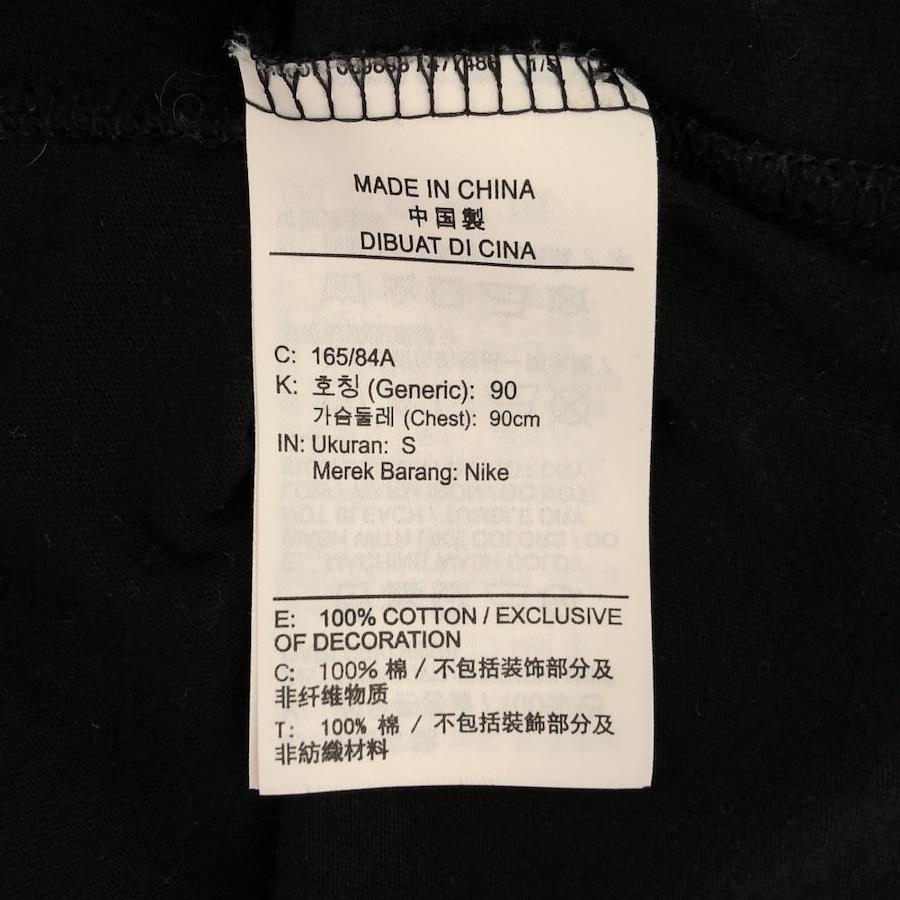 MADE IN CHINA
中国製
DIBUAT DI CINA
C: 165/84A
K: 호칭 (Generic): 90
가슴둘레 (Chest): 90cm
IN: Ukuran: S
Merek Barang: Nike
E: 100% COTTON / EXCLUSIVE
OF DECORATION
C: 100% 棉 / 不包括装饰部分及
非纤维物质
T: 100% 棉 / 不包括裝飾部分及
非紡織材料